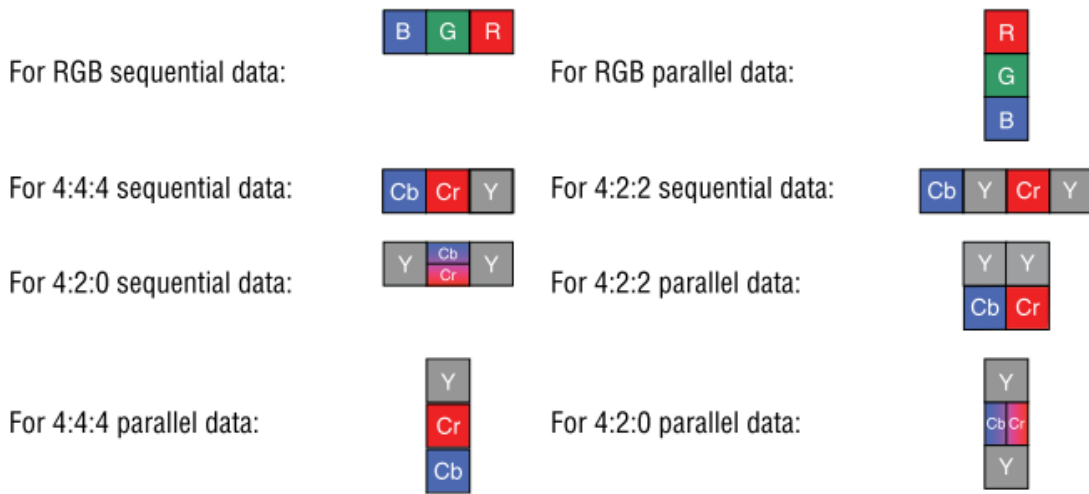 B G R
For RGB sequential data:
R
G
B
For RGB parallel data:
For 4:4:4 sequential data:
Cb Cr Y
For 4:2:2 sequential data:
Cb Y Cr Y
For 4:2:0 sequential data:
Y Cb Y
Cr
For 4:2:2 parallel data:
Y Y
Cb Cr
For 4:4:4 parallel data:
Y
Cr
Cb
For 4:2:0 parallel data:
Y
Cb Cr
Y